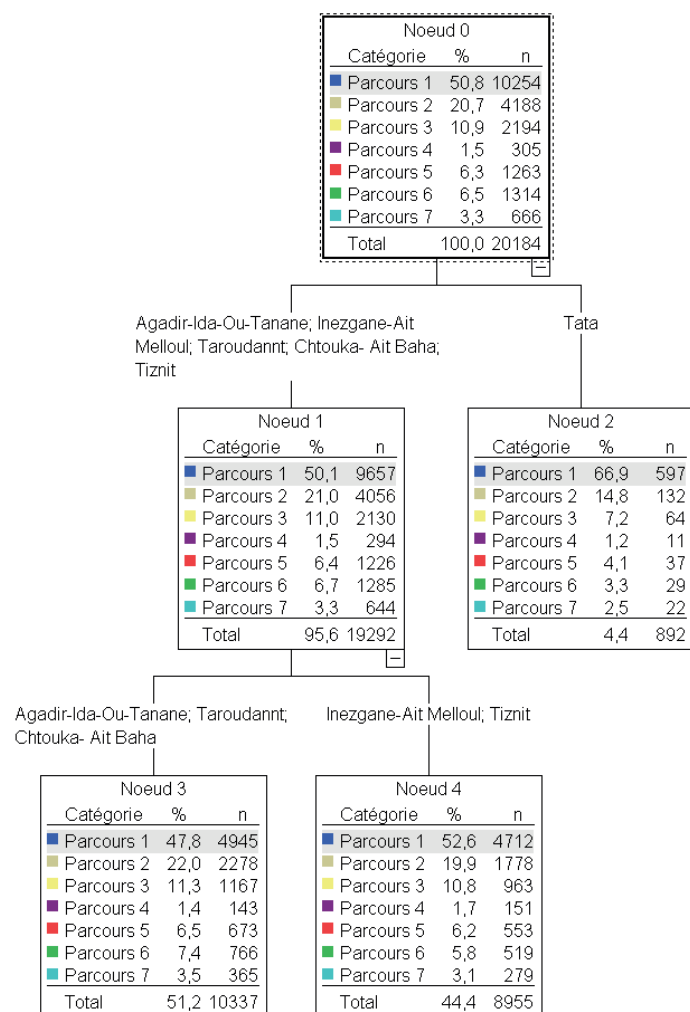 Noeud 0
Catégorie % n
Parcours 1 50,8 10254
Parcours 2 20,7 4188
Parcours 3 10,9 2194
Parcours 4 1,5 305
Parcours 5 6,3 1263
Parcours 6 6,5 1314
Parcours 7 3,3 666
Total 100,0 20184
Agadir-Ida-Ou-Tanane; Inezgane-Ait
Melloul; Taroudannt; Chtouka- Ait Baha;
Tiznit
Tata
Noeud 1
Catégorie % n
Parcours 1 50,1 9657
Parcours 2 21,0 4056
Parcours 3 11,0 2130
Parcours 4 1,5 294
Parcours 5 6,4 1226
Parcours 6 6,7 1285
Parcours 7 3,3 644
Total 95,6 19292
Noeud 2
Catégorie % n
Parcours 1 66,9 597
Parcours 2 14,8 132
Parcours 3 7,2 64
Parcours 4 1,2 11
Parcours 5 4,1 37
Parcours 6 3,3 29
Parcours 7 2,5 22
Total 4,4 892
Agadir-Ida-Ou-Tanane; Taroudannt;
Chtouka- Ait Baha
Inezgane-Ait Melloul; Tiznit
Noeud 3
Catégorie % n
Parcours 1 47,8 4945
Parcours 2 22,0 2278
Parcours 3 11,3 1167
Parcours 4 1,4 143
Parcours 5 6,5 673
Parcours 6 7,4 766
Parcours 7 3,5 365
Total 51,2 10337
Noeud 4
Catégorie % n
Parcours 1 52,6 4712
Parcours 2 19,9 1778
Parcours 3 10,8 963
Parcours 4 1,7 151
Parcours 5 6,2 553
Parcours 6 5,8 519
Parcours 7 3,1 279
Total 44,4 8955